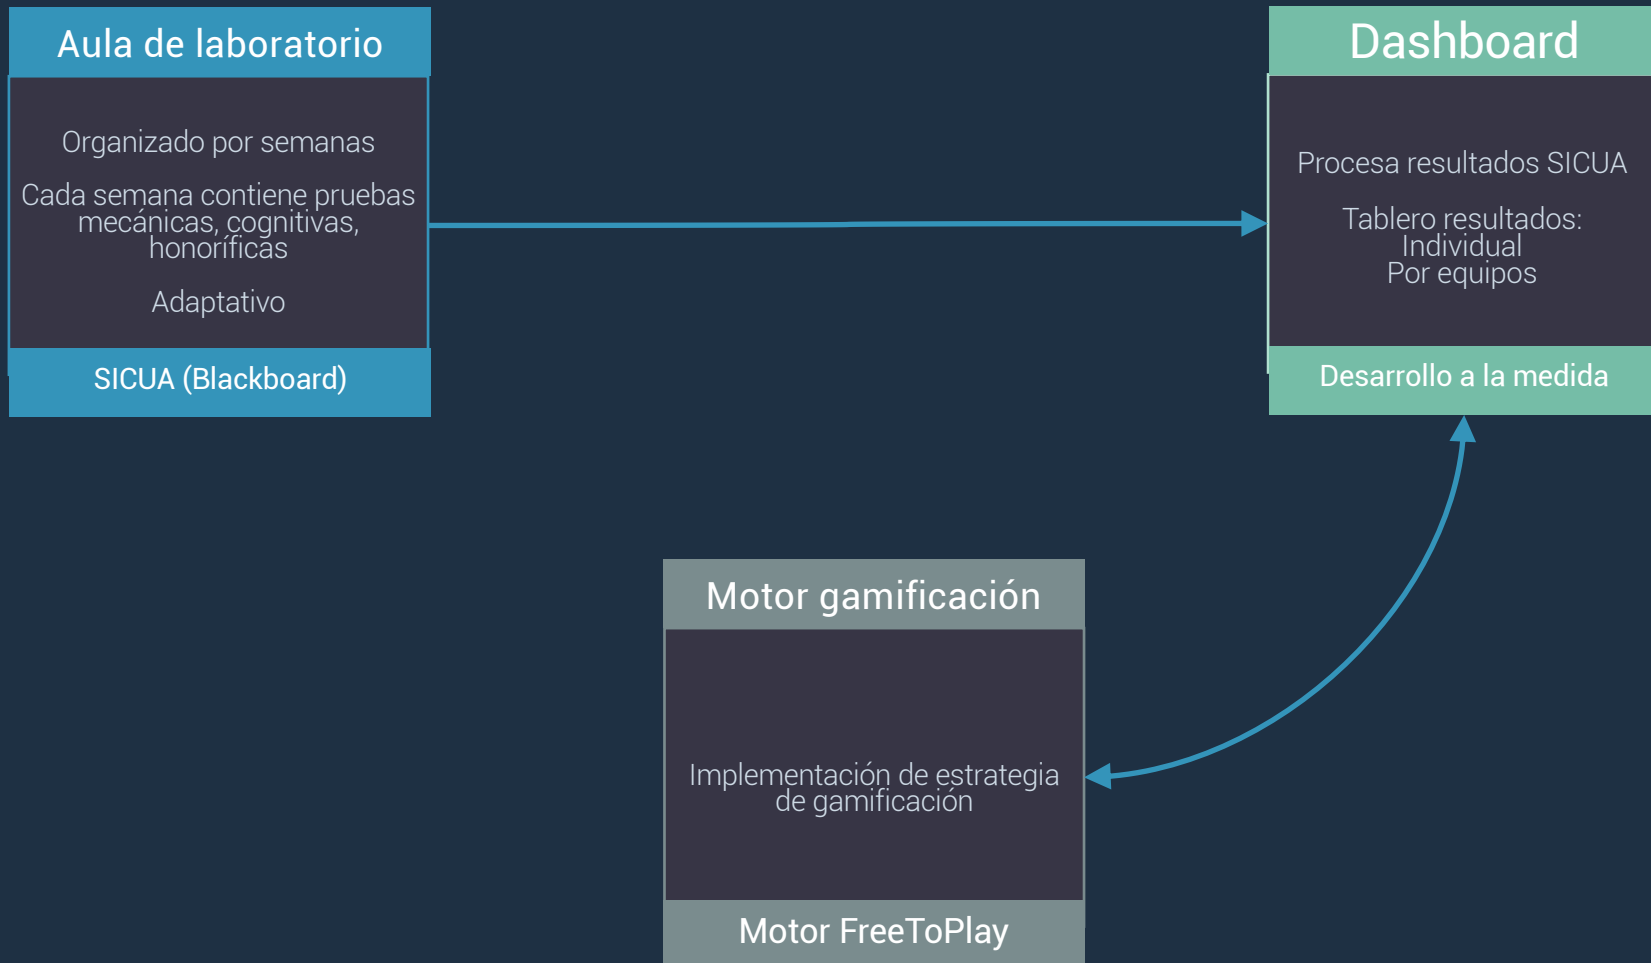 Aula de laboratorio
Organizado por semanas
Cada semana contiene pruebas
mecánicas, cognitivas,
honoríficas
Adaptativo
SICUA (Blackboard)
Dashboard
Procesa resultados SICUA
Tablero resultados:
Individual
Por equipos
Desarrollo a la medida
Motor gamificación
Implementación de estrategia
de gamificación
Motor FreeToPlay